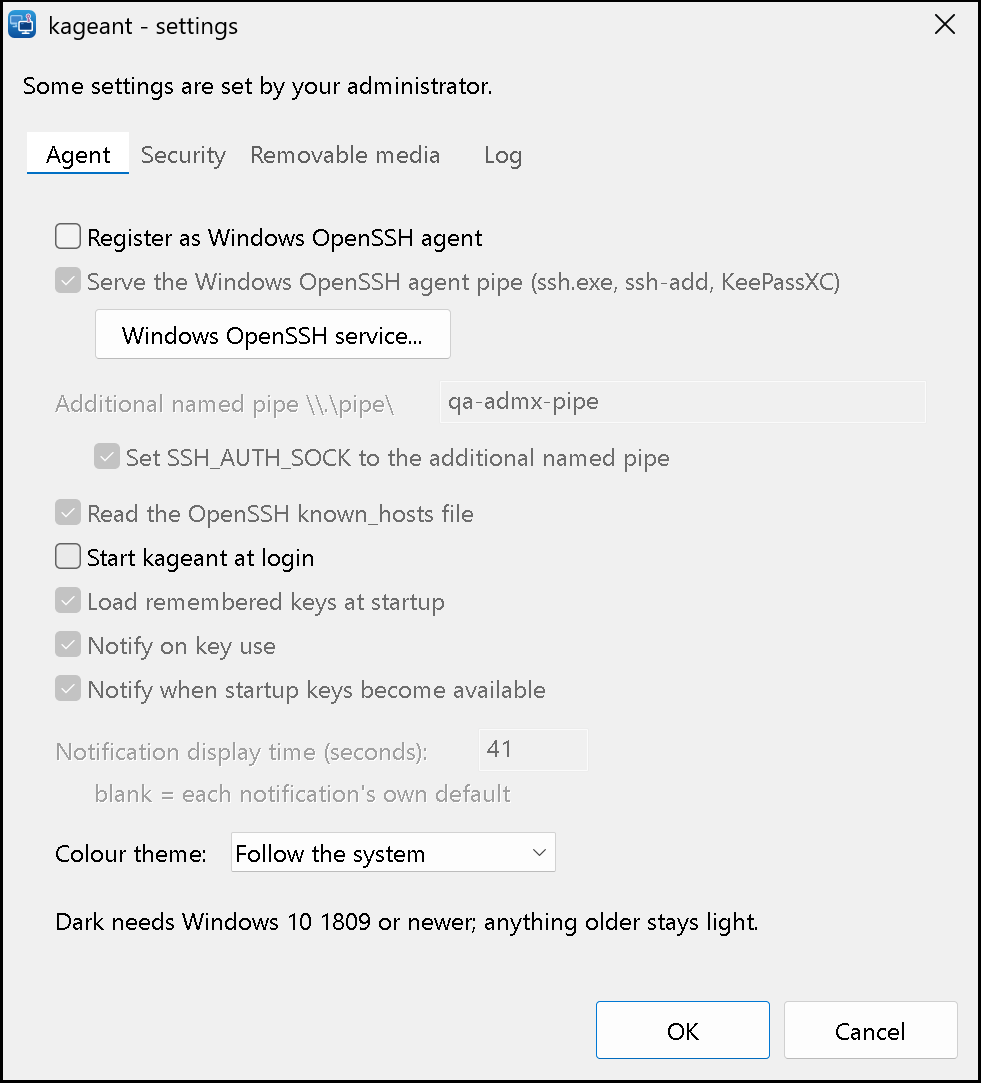 kageant - settings
Some settings are set by your administrator.
Agent Security Removable media Log
Register as Windows OpenSSH agent
Serve the Windows OpenSSH agent pipe (ssh.exe, ssh-add, KeePassXC)
Windows OpenSSH service...
Additional named pipe \\.\pipe\ qa-admx-pipe
Set SSH_AUTH_SOCK to the additional named pipe
Read the OpenSSH known_hosts file
Start kageant at login
Load remembered keys at startup
Notify on key use
Notify when startup keys become available
Notification display time (seconds): 41
blank = each notification's own default
Colour theme: Follow the system
Dark needs Windows 10 1809 or newer; anything older stays light.
OK Cancel